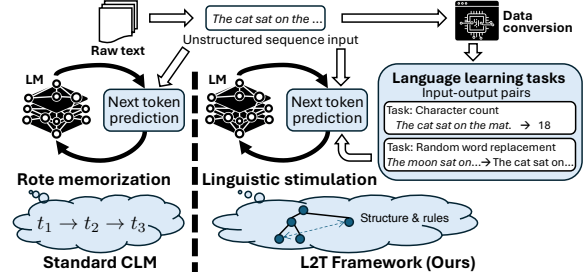 The cat sat on the ...
Raw text
Unstructured sequence input
Data
conversion
LM
Next token
prediction
LM
Next token
prediction
Language learning tasks
Input-output pairs
Task: Character count
The cat sat on the mat. → 18
Task: Random word replacement
The moon sat on...→ The cat sat on...
Rote memorization
Linguistic stimulation
t₁ → t₂ → t₃
Structure & rules
Standard CLM
L2T Framework (Ours)